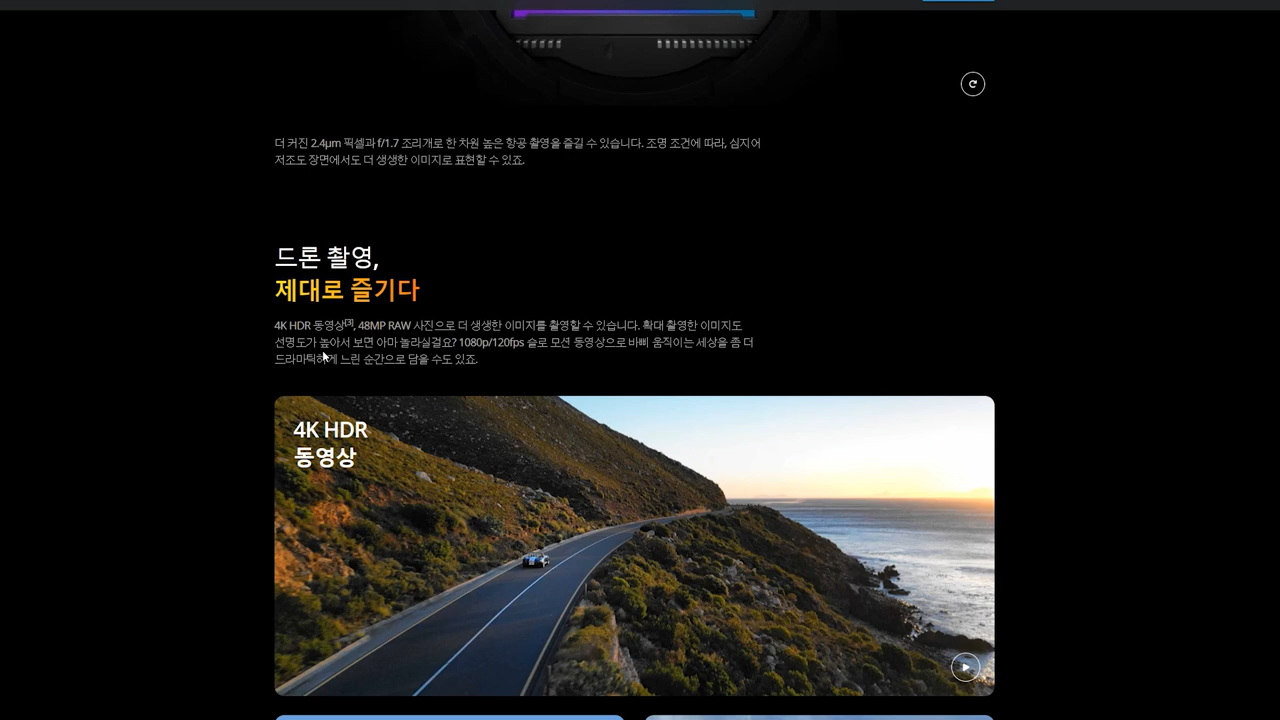 더 커진 2.4μm 픽셀과 f/1.7 조리개로 한 차원 높은 항공 촬영을 즐길 수 있습니다. 조명 조건에 따라, 심지어
저조도 장면에서도 더 생생한 이미지로 표현할 수 있죠.
드론 촬영,
제대로 즐기다
4K HDR 동영상[3], 48MP RAW 사진으로 더 생생한 이미지를 촬영할 수 있습니다. 확대 촬영한 이미지도
선명도가 높아서 보면 아마 놀라실걸요? 1080p/120fps 슬로 모션 동영상으로 바삐 움직이는 세상을 좀 더
드라마틱하게 느린 순간으로 담을 수도 있죠.
4K HDR
동영상